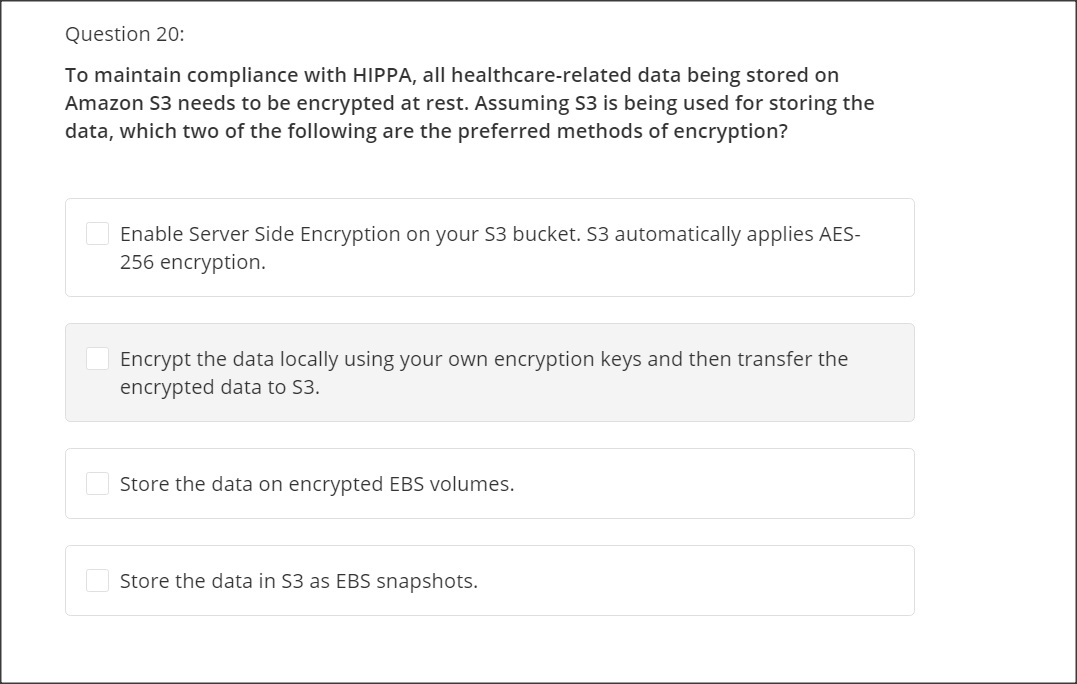 Question 20:
To maintain compliance with HIPPA, all healthcare-related data being stored on
Amazon S3 needs to be encrypted at rest. Assuming S3 is being used for storing the
data, which two of the following are the preferred methods of encryption?
Enable Server Side Encryption on your S3 bucket. S3 automatically applies AES-
256 encryption.
Encrypt the data locally using your own encryption keys and then transfer the
encrypted data to S3.
Store the data on encrypted EBS volumes.
Store the data in S3 as EBS snapshots.